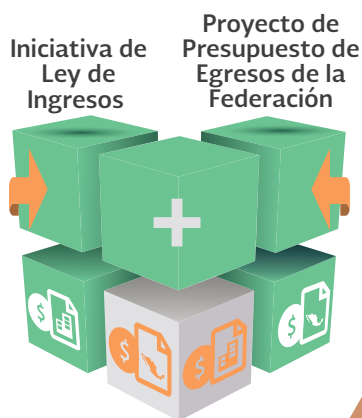 Iniciativa de
Ley de
Ingresos
Proyecto de
Presupuesto de
Egresos de la
Federación
+
$
$
$
$